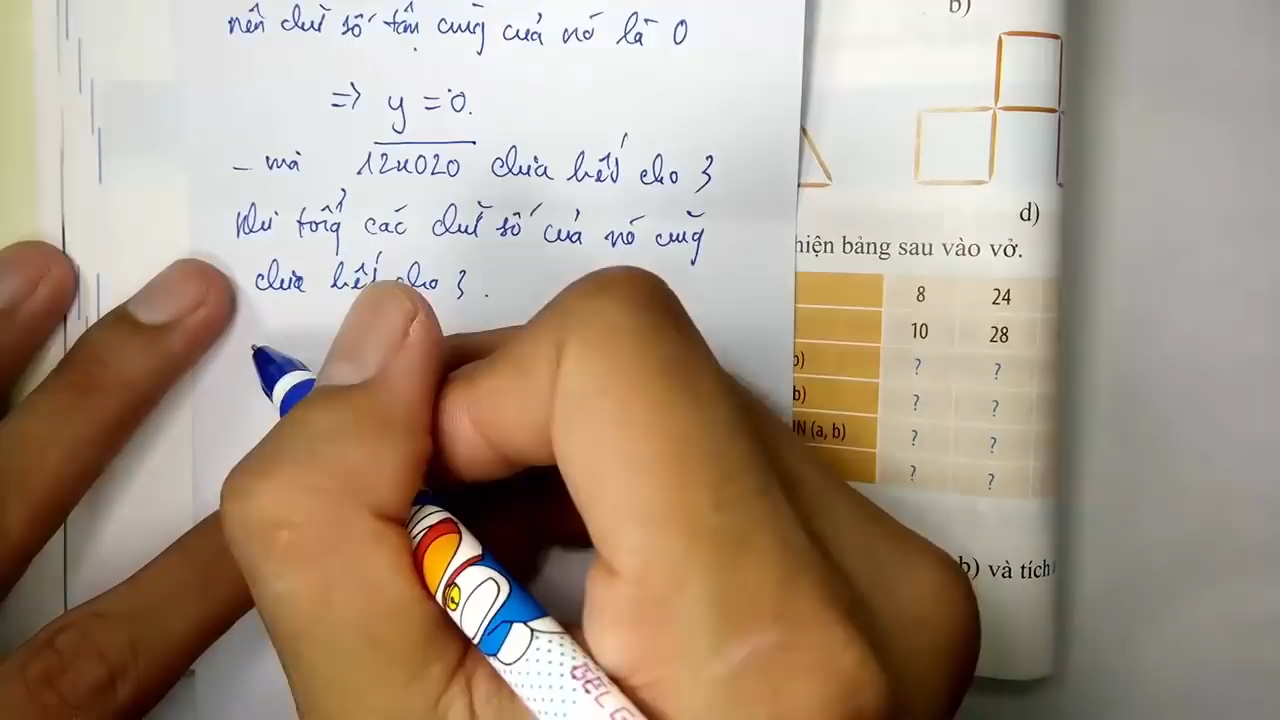 nên chữ số tận cùng của nó là 0
=> y = 0.
- mà 12x020 chia hết cho 3
khi tổng các chữ số của nó cũng
chia hết cho 3.
b)
d)
hiện bảng sau vào vở.
8 24
10 28
b) ? ?
b) ? ?
IN (a, b) ? ?
? ?
b) và tích
GEL